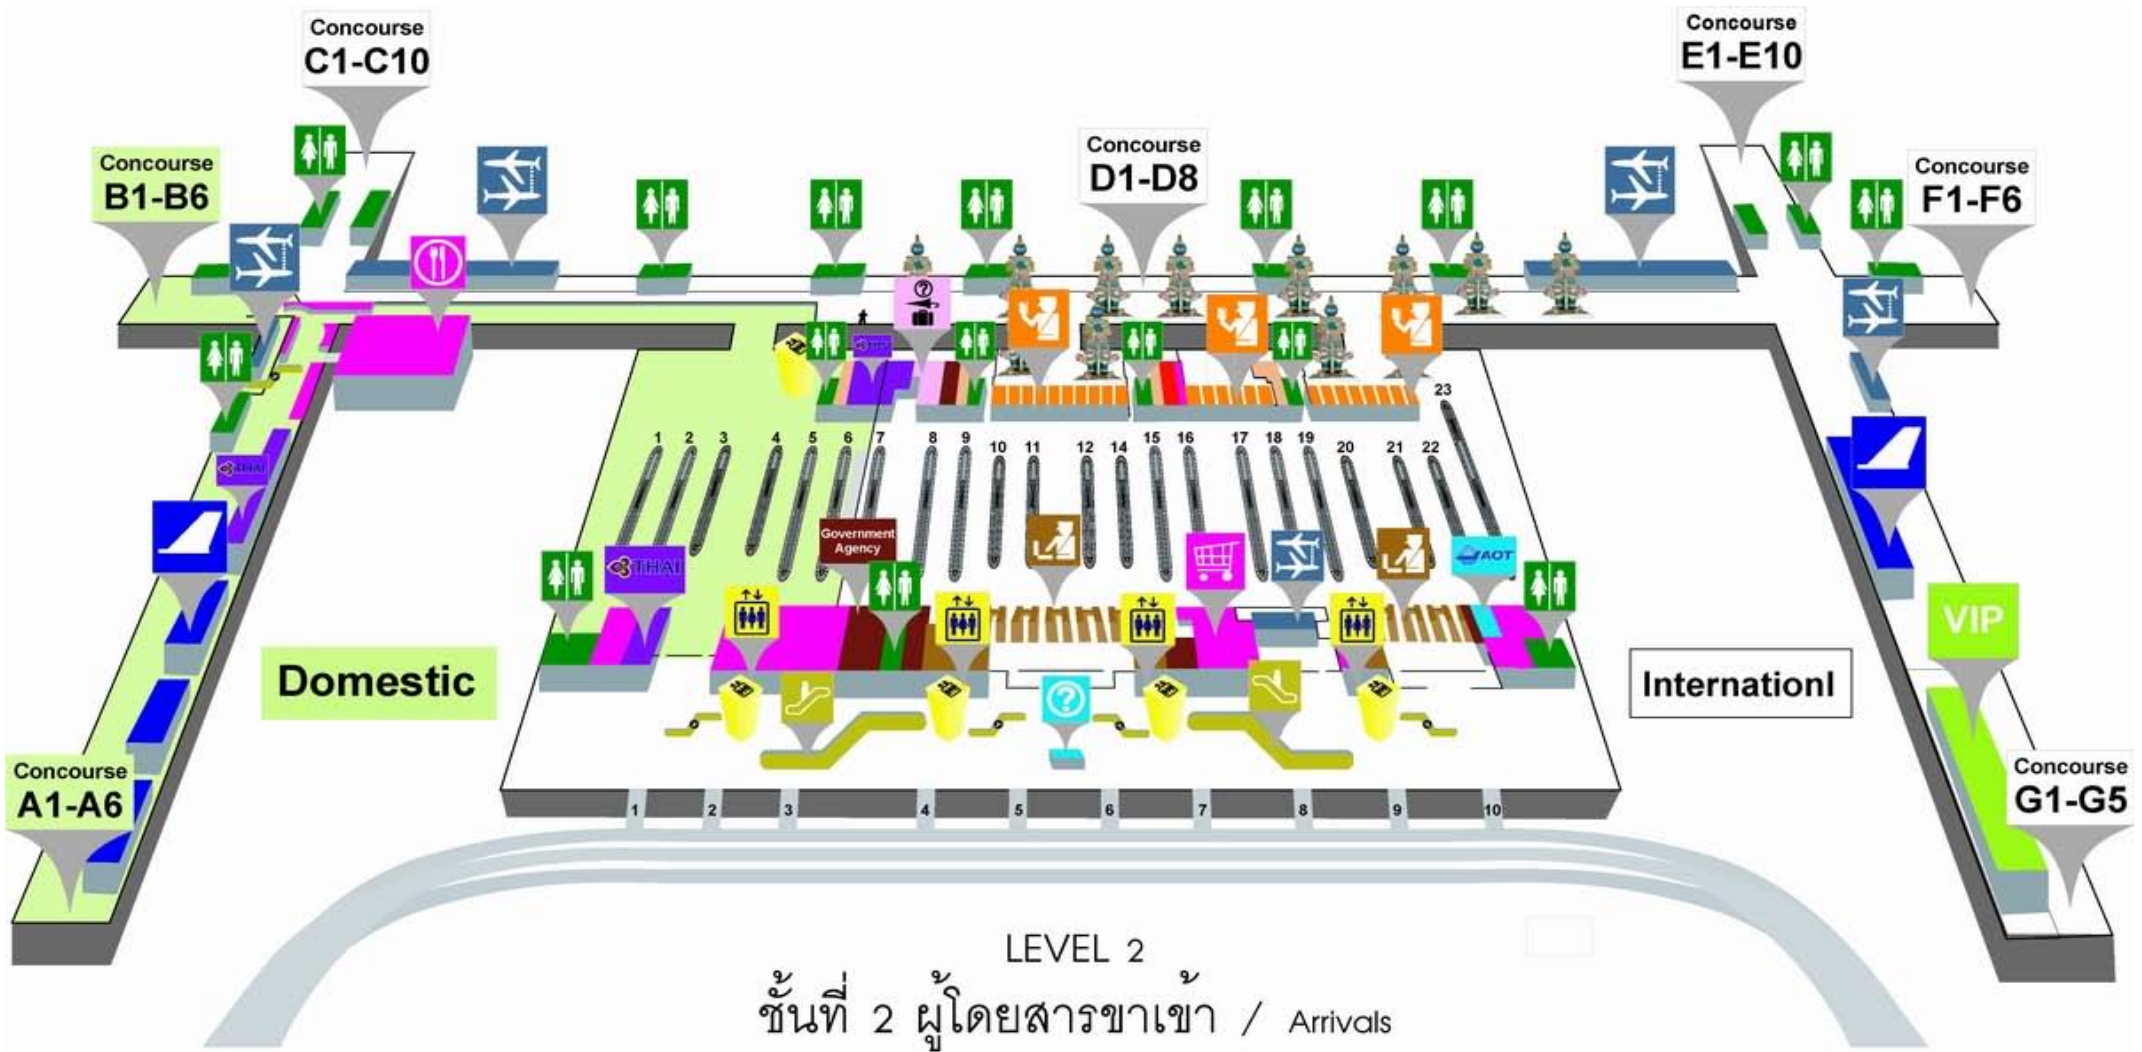 Concourse
C1-C10
Concourse
E1-E10
Concourse
B1-B6
Concourse
D1-D8
Concourse
F1-F6
THAI
23
1 2 3 4 5 6 7 8 9 10 11 12 14 15 16 17 18 19 20 21 22
THAI
Government
Agency
THAI
AOT
VIP
Domestic
Internationl
Concourse
A1-A6
Concourse
G1-G5
1 2 3 4 5 6 7 8 9 10
LEVEL 2
ชั้นที่ 2 ผู้โดยสารขาเข้า / Arrivals